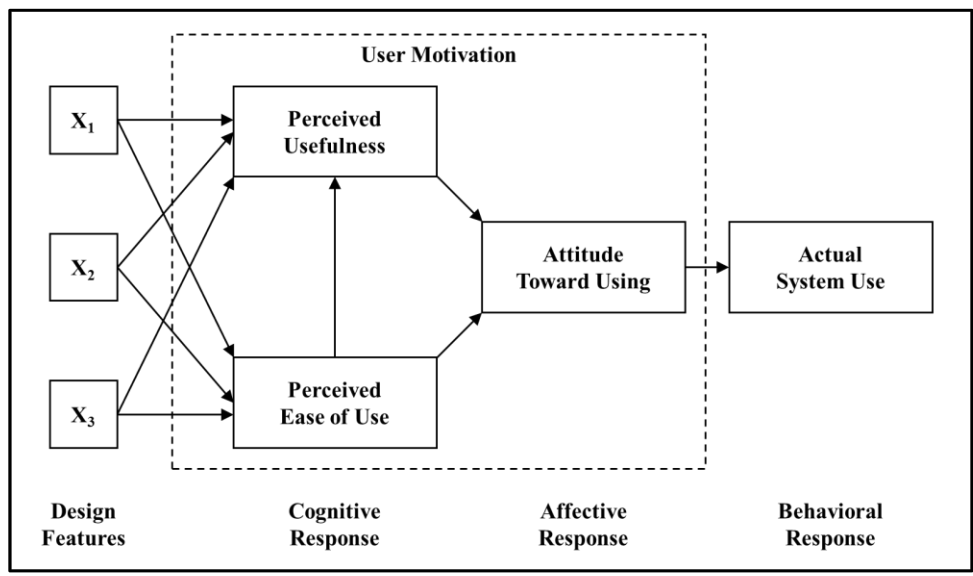 User Motivation
X₁
Perceived
Usefulness
X₂
Attitude
Toward Using
Actual
System Use
X₃
Perceived
Ease of Use
Design
Features
Cognitive
Response
Affective
Response
Behavioral
Response